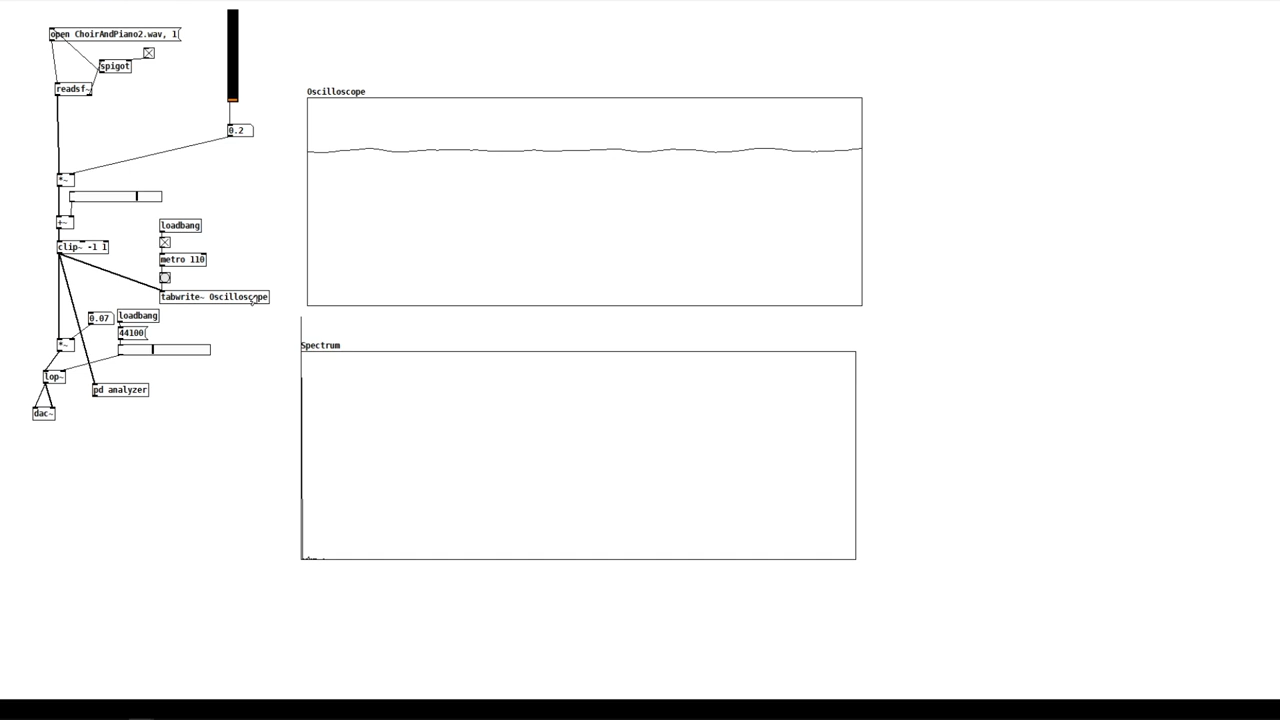 open ChoirAndPiano2.wav, 1
spigot
readsf~
Oscilloscope
0.2
*~
+~
loadbang
clip~ -1 1
metro 110
tabwrite~ Oscilloscope
0.07
loadbang
44100
*~
Spectrum
lop~
pd analyzer
dac~